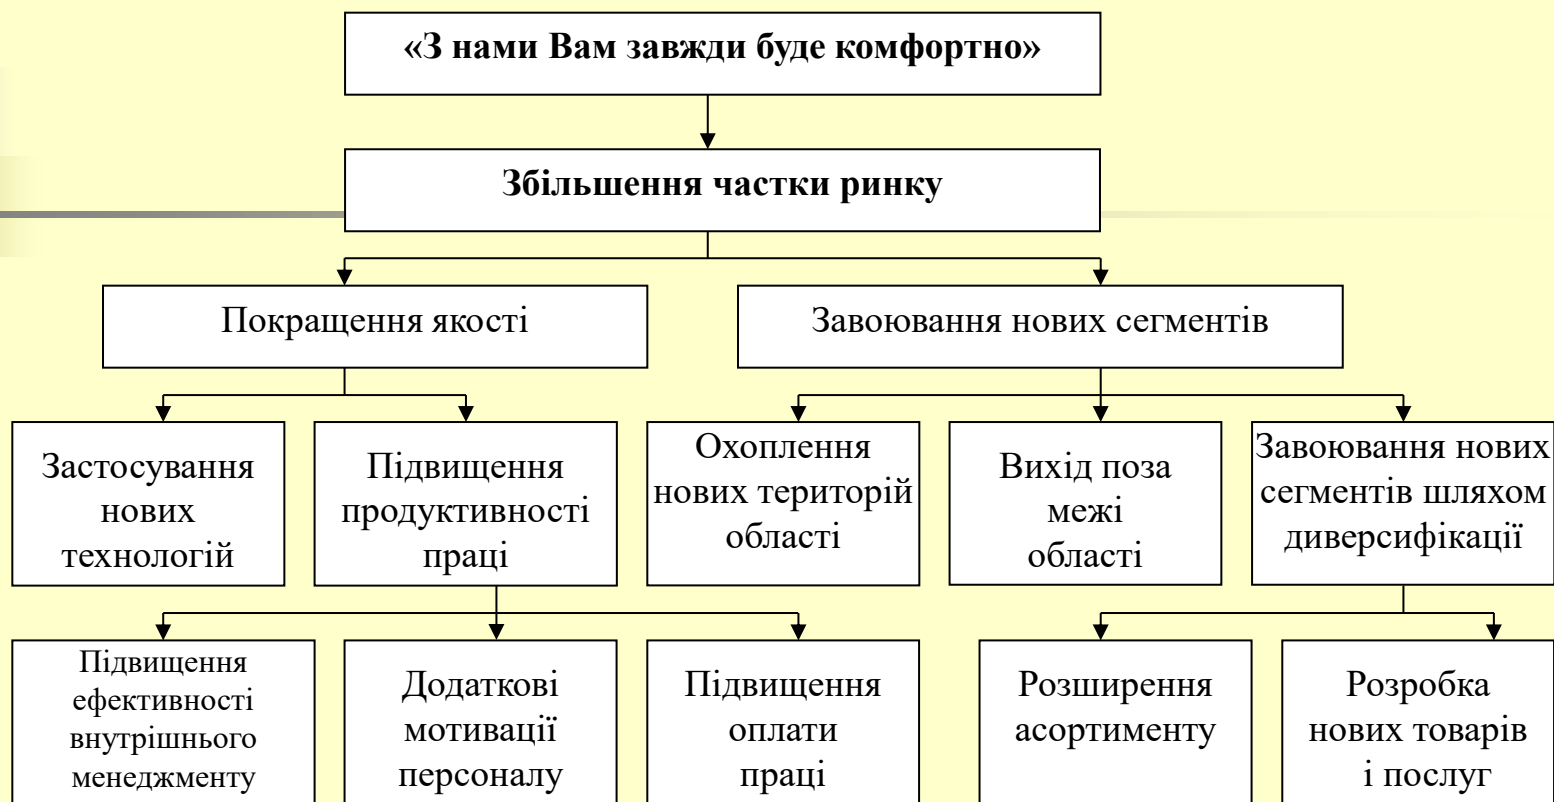 «З нами Вам завжди буде комфортно»
Збільшення частки ринку
Покращення якості
Завоювання нових сегментів
Застосування
нових
технологій
Підвищення
продуктивності
праці
Охоплення
нових територій
області
Вихід поза
межі
області
Завоювання нових
сегментів шляхом
диверсифікації
Підвищення
ефективності
внутрішнього
менеджменту
Додаткові
мотивації
персоналу
Підвищення
оплати
праці
Розширення
асортименту
Розробка
нових товарів
і послуг